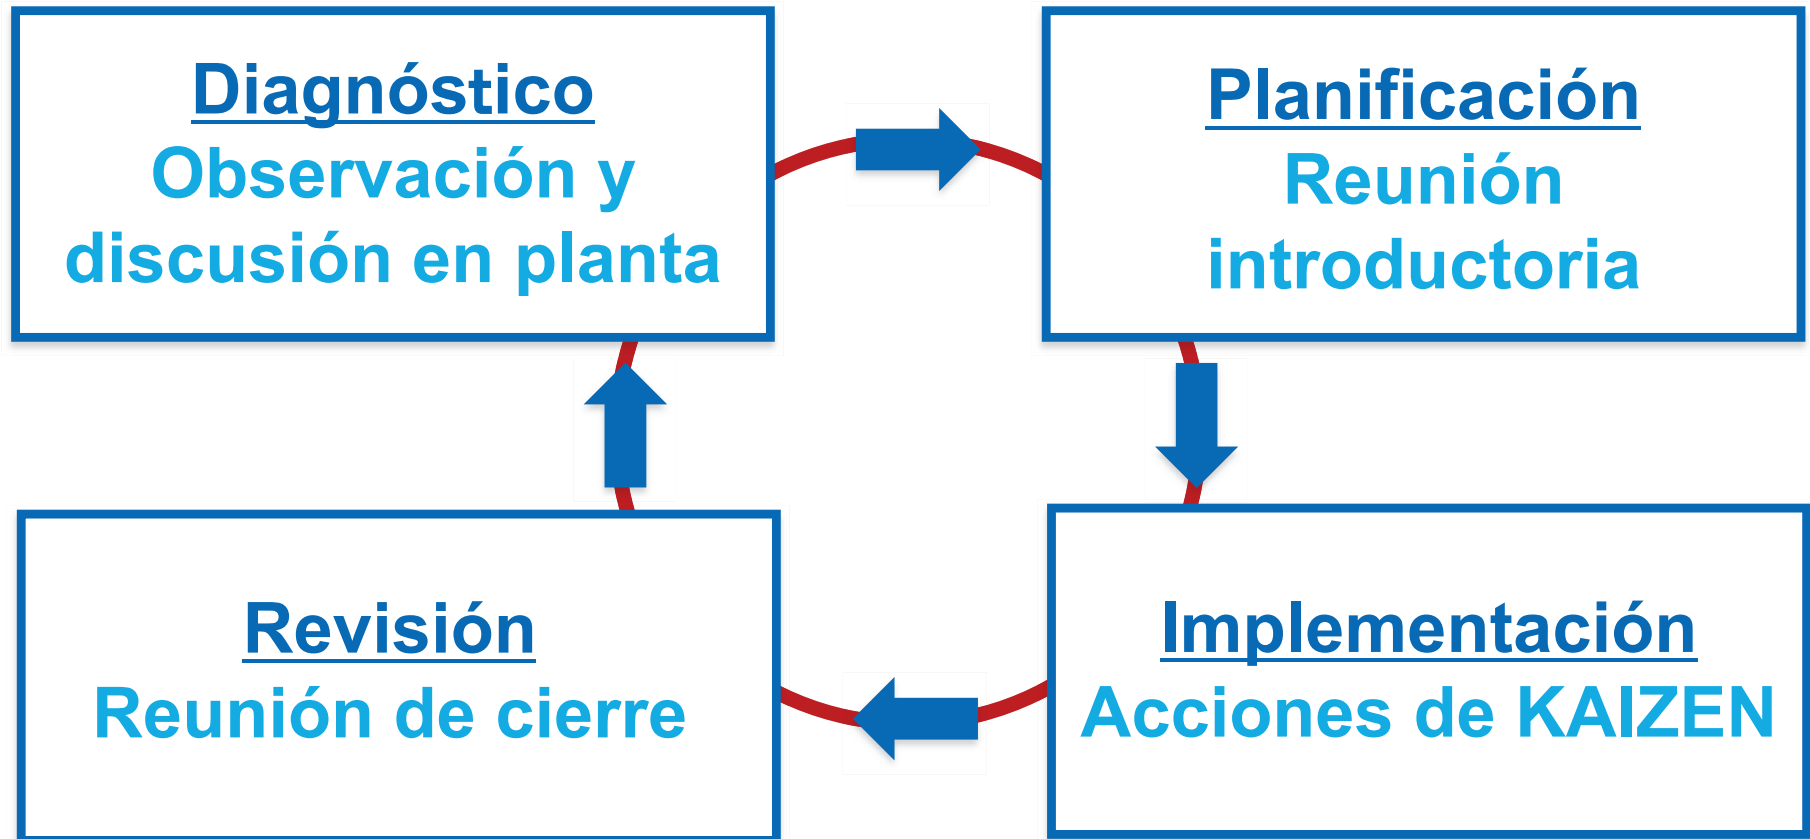 Diagnóstico
Observación y
discusión en planta
Planificación
Reunión
introductoria
Revisión
Reunión de cierre
Implementación
Acciones de KAIZEN